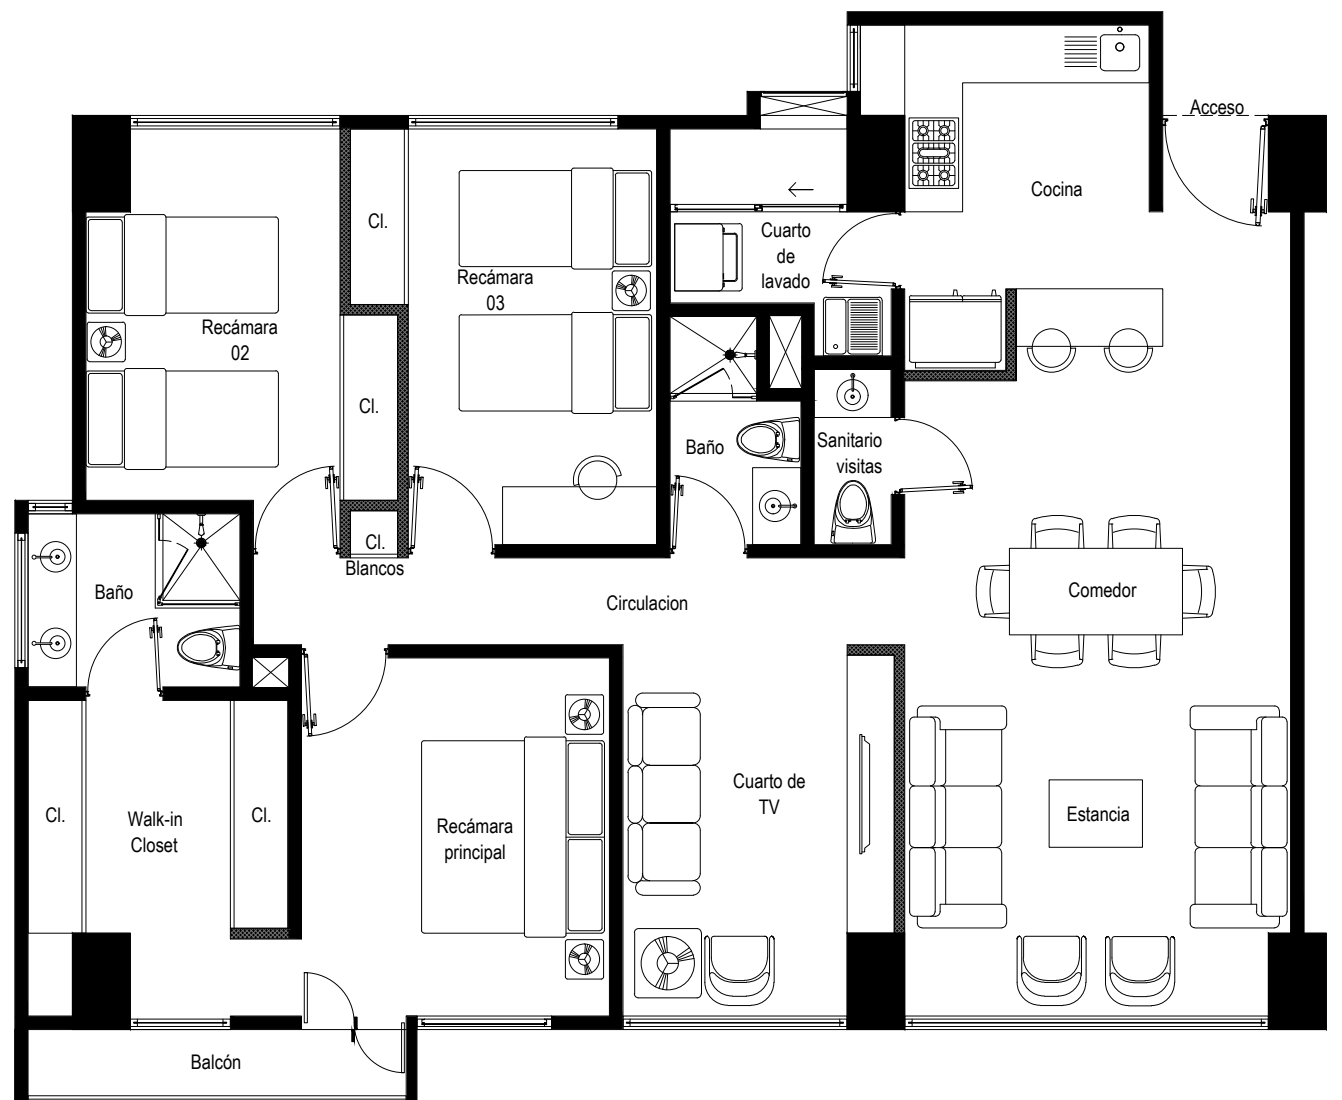 Acceso
Cocina
Cl.
Cuarto
de
lavado
Recámara
03
Recámara
02
Cl.
Baño
Sanitario
visitas
Cl.
Blancos
Baño
Circulacion
Comedor
Cuarto de
TV
Estancia
Cl.
Walk-in
Closet
Cl.
Recámara
principal
Balcón